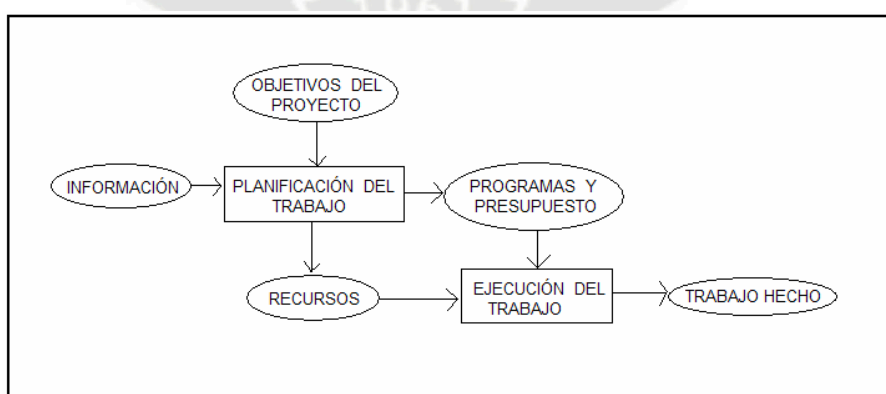 OBJETIVOS DEL
PROYECTO
INFORMACIÓN
PLANIFICACIÓN DEL
TRABAJO
PROGRAMAS Y
PRESUPUESTO
RECURSOS
EJECUCIÓN DEL
TRABAJO
TRABAJO HECHO